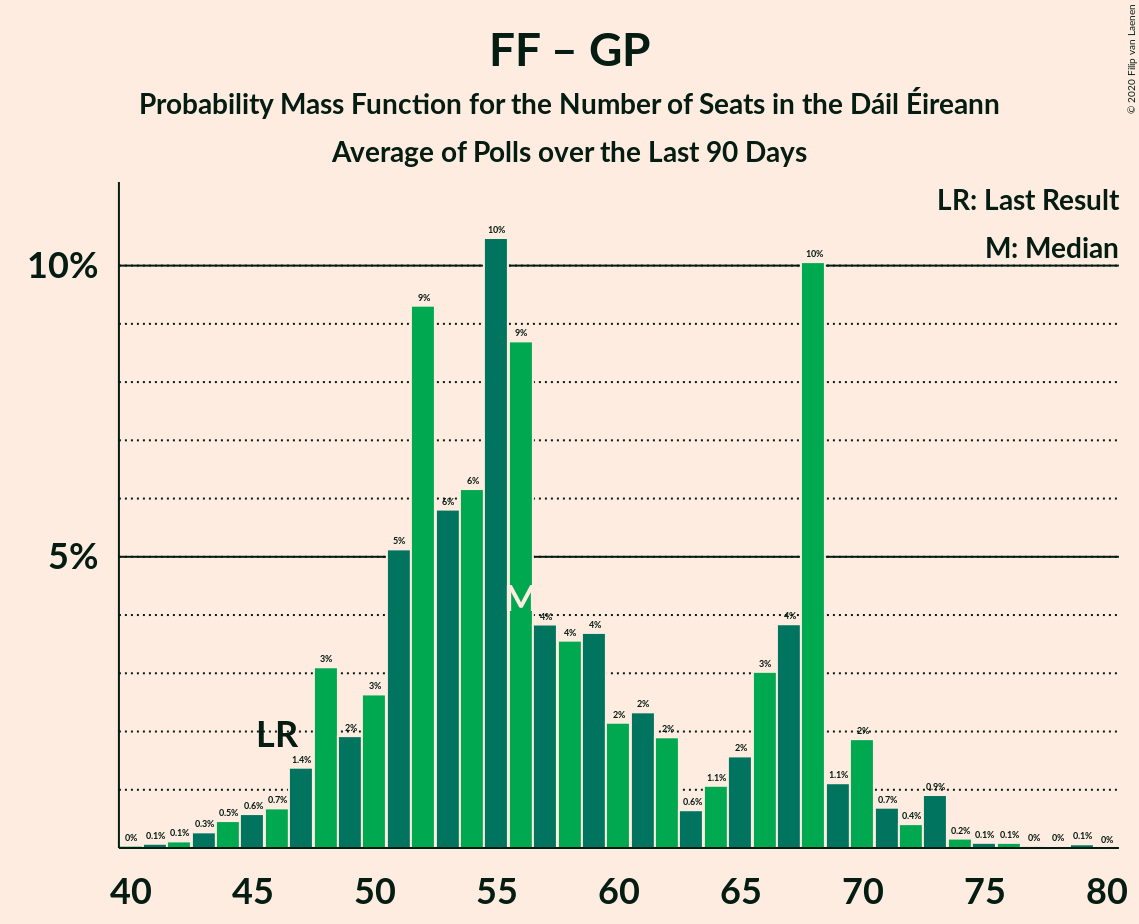 FF – GP
Probability Mass Function for the Number of Seats in the Dáil Éireann
Average of Polls over the Last 90 Days
© 2020 Filip van Laenen
LR: Last Result
M: Median
10%
5%
LR
M
0% 0.1% 0.1% 0.3% 0.5% 0.6% 0.7% 1.4% 3% 2% 3% 5% 9% 6% 6% 10% 9% 4% 4% 4% 2% 2% 2% 0.6% 1.1% 2% 3% 4% 10% 1.1% 2% 0.7% 0.4% 0.9% 0.2% 0.1% 0.1% 0% 0% 0.1% 0%
40 45 50 55 60 65 70 75 80